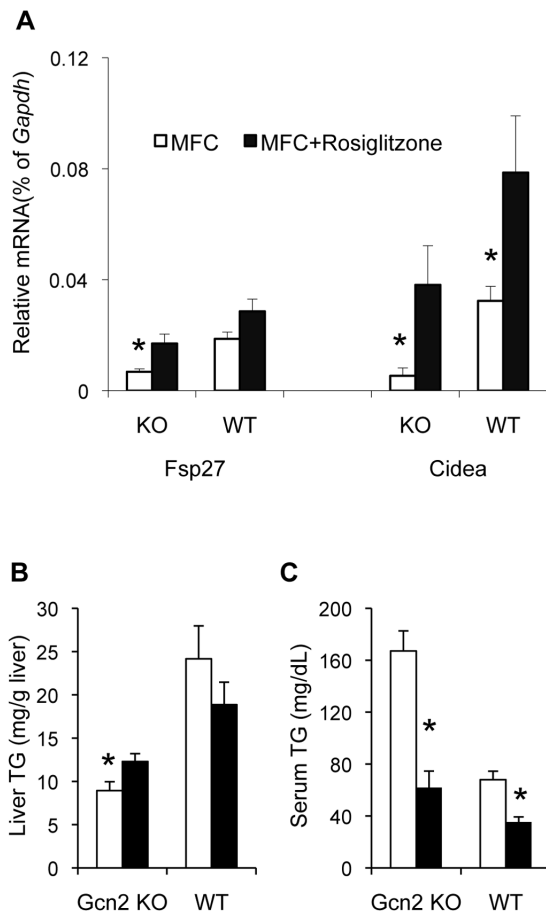 A
Relative mRNA(% of Gapdh)
0.12
0.08
0.04
0
MFC MFC+Rosiglitzone
*
*
*
KO WT KO WT
Fsp27 Cidea
B
Liver TG (mg/g liver)
30
25
20
15
10
5
0
*
Gcn2 KO WT
C
Serum TG (mg/dL)
200
160
120
80
40
0
*
*
Gcn2 KO WT